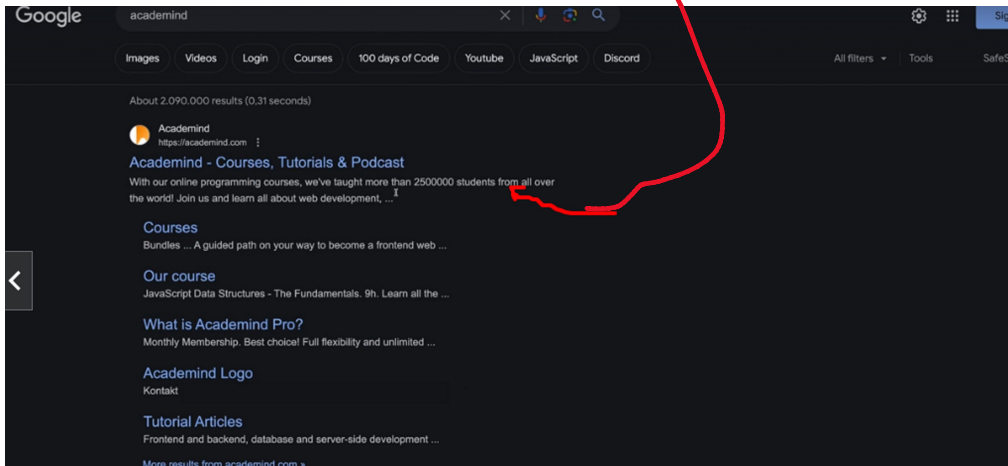 Google
academind
Sig
Images Videos Login Courses 100 days of Code Youtube JavaScript Discord All filters Tools SafeS
About 2.090.000 results (0,31 seconds)
Academind
https://academind.com
Academind - Courses, Tutorials & Podcast
With our online programming courses, we've taught more than 2500000 students from all over
the world! Join us and learn all about web development, ...
Courses
Bundles ... A guided path on your way to become a frontend web ...
Our course
JavaScript Data Structures - The Fundamentals. 9h. Learn all the ...
What is Academind Pro?
Monthly Membership. Best choice! Full flexibility and unlimited ...
Academind Logo
Kontakt
Tutorial Articles
Frontend and backend, database and server-side development ...
More results from academind.com »